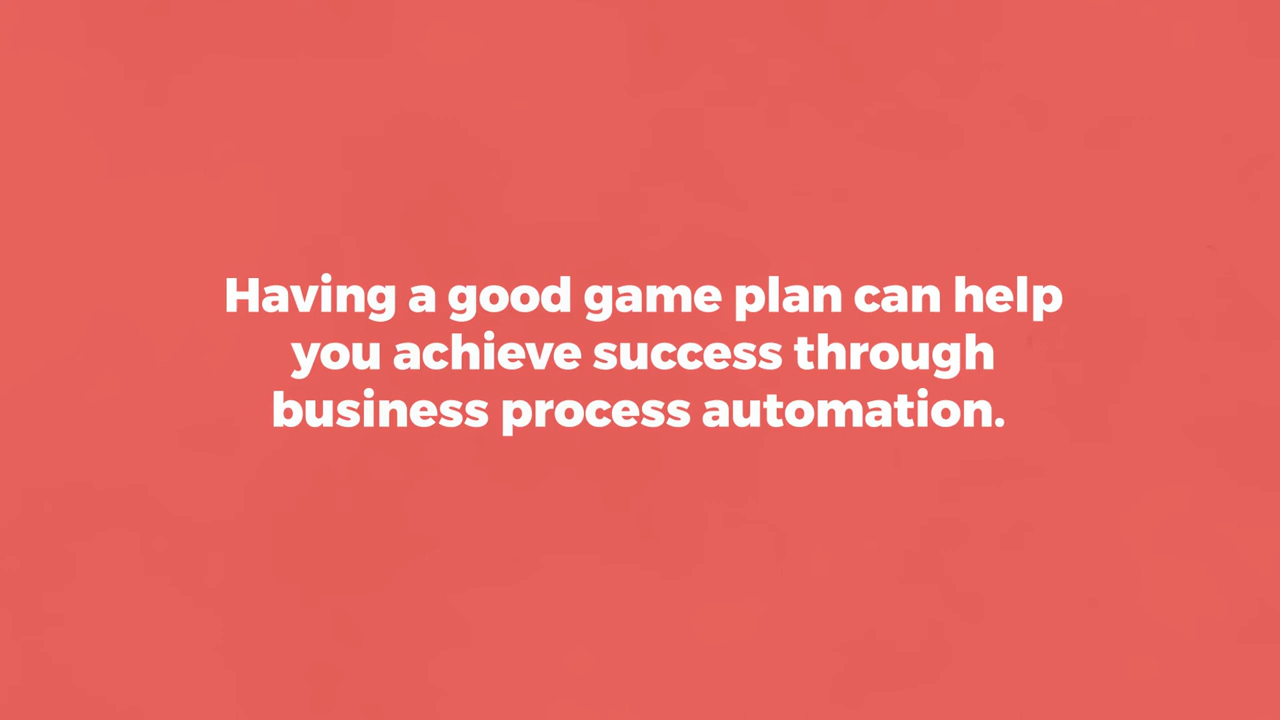 Having a good game plan can help
you achieve success through
business process automation.